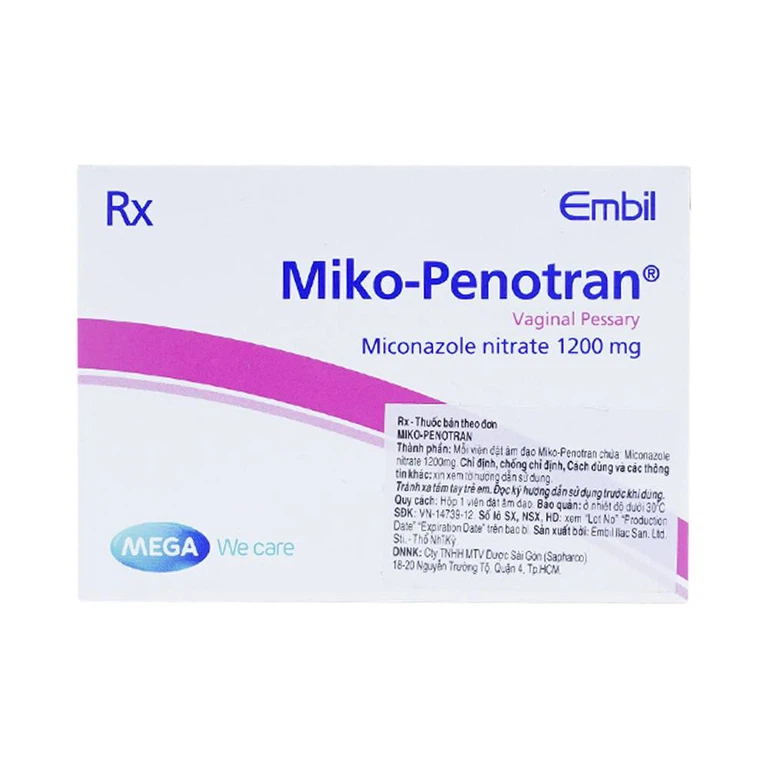 Rx
Embil
Miko-Penotran®
Vaginal Pessary
Miconazole nitrate 1200 mg
Rx - Thuốc bán theo đơn
MIKO-PENOTRAN
Thành phần: Mỗi viên đặt âm đạo Miko-Penotran chứa: Miconazole
nitrate 1200mg. Chỉ định, chống chỉ định, Cách dùng và các thông
tin khác: xin xem tờ hướng dẫn sử dụng.
Tránh xa tầm tay trẻ em. Đọc kỹ hướng dẫn sử dụng trước khi dùng.
Quy cách: Hộp 1 viên đặt âm đạo. Bảo quản: ở nhiệt độ dưới 30°C
SĐK: VN-14739-12. Số lô SX, NSX, HD: xem "Lot No" "Production
Date" "Expiration Date" trên bao bì. Sản xuất bởi: Embil Ilac San. Ltd.
Sti. - Thổ Nhĩ Kỳ
DNNK: Cty TNHH MTV Dược Sài Gòn (Sapharco)
18-20 Nguyễn Trường Tộ, Quận 4, Tp.HCM.
MEGA We care